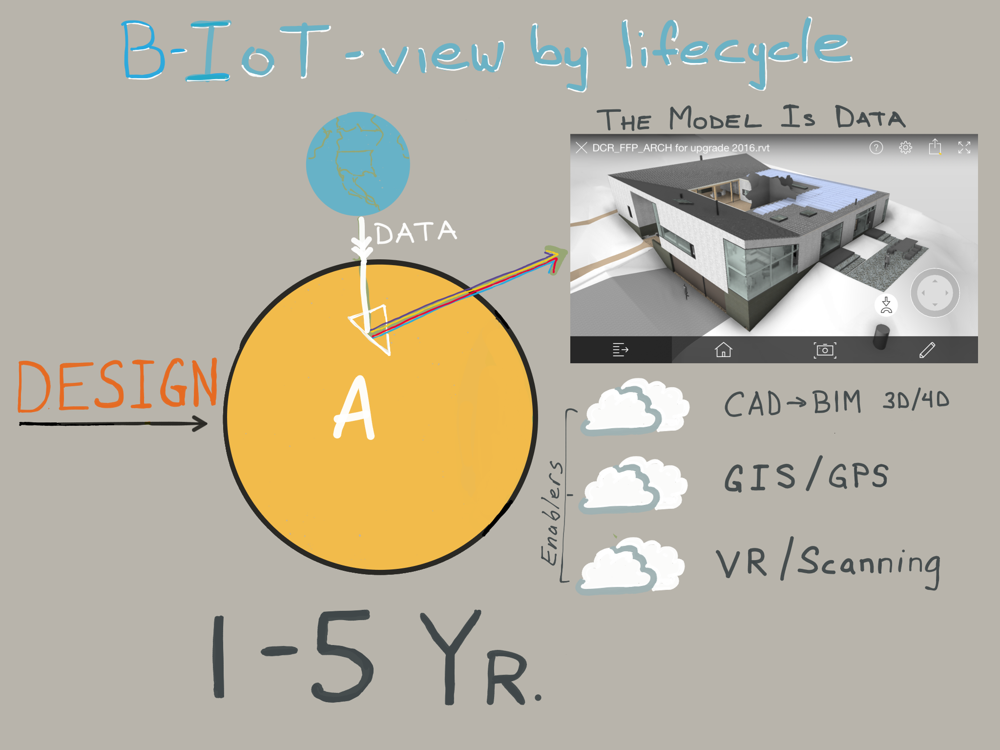 B-IoT - view by lifecycle
THE MODEL IS DATA
DCR_FFP_ARCH for upgrade 2016.rvt
DATA
DESIGN
A
Enablers
CAD→BIM 3D/4D
GIS/GPS
VR/Scanning
1-5 YR.